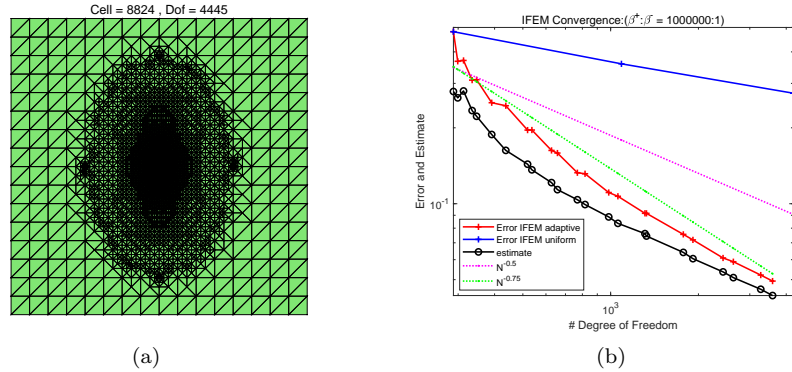 Cell = 8824 , Dof = 4445
(a)
IFEM Convergence:(β⁺:β⁻ = 1000000:1)
Error and Estimate
10⁻¹
Error IFEM adaptive
Error IFEM uniform
estimate
N⁻⁰·⁵
N⁻⁰·⁷⁵
10³
# Degree of Freedom
(b)